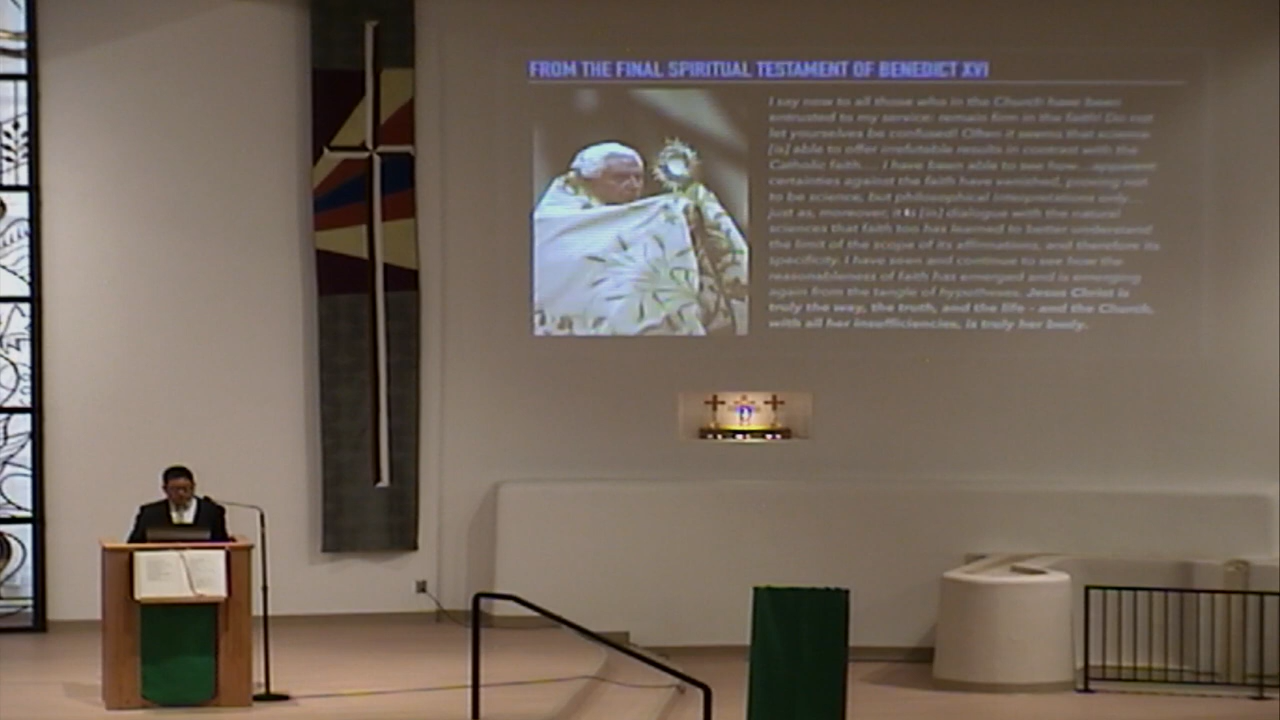 FROM THE FINAL SPIRITUAL TESTAMENT OF BENEDICT XVI
I say now to all those who in the Church have been
entrusted to my service: remain firm in the faith! Do not
let yourselves be confused! Often it seems that science
[is] able to offer irrefutable results in contrast with the
Catholic faith... I have been able to see how apparent
certainties against the faith have vanished, proving not
to be science, but philosophical interpretations only...
just as, moreover, it is [in] dialogue with the natural
sciences that faith too has learned to better understand
the limit of the scope of its affirmations, and therefore its
specificity. I have seen and continue to see how the
reasonableness of faith has emerged and is emerging
again from the tangle of hypotheses. Jesus Christ is
truly the way, the truth, and the life - and the Church,
with all her insufficiencies, is truly her body.